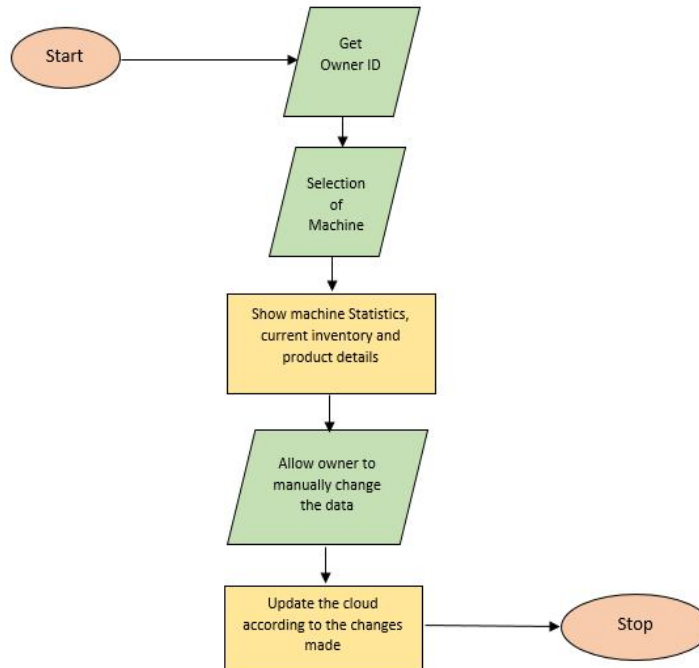 Start
Get
Owner ID
Selection
of
Machine
Show machine Statistics,
current inventory and
product details
Allow owner to
manually change
the data
Update the cloud
according to the changes
made
Stop